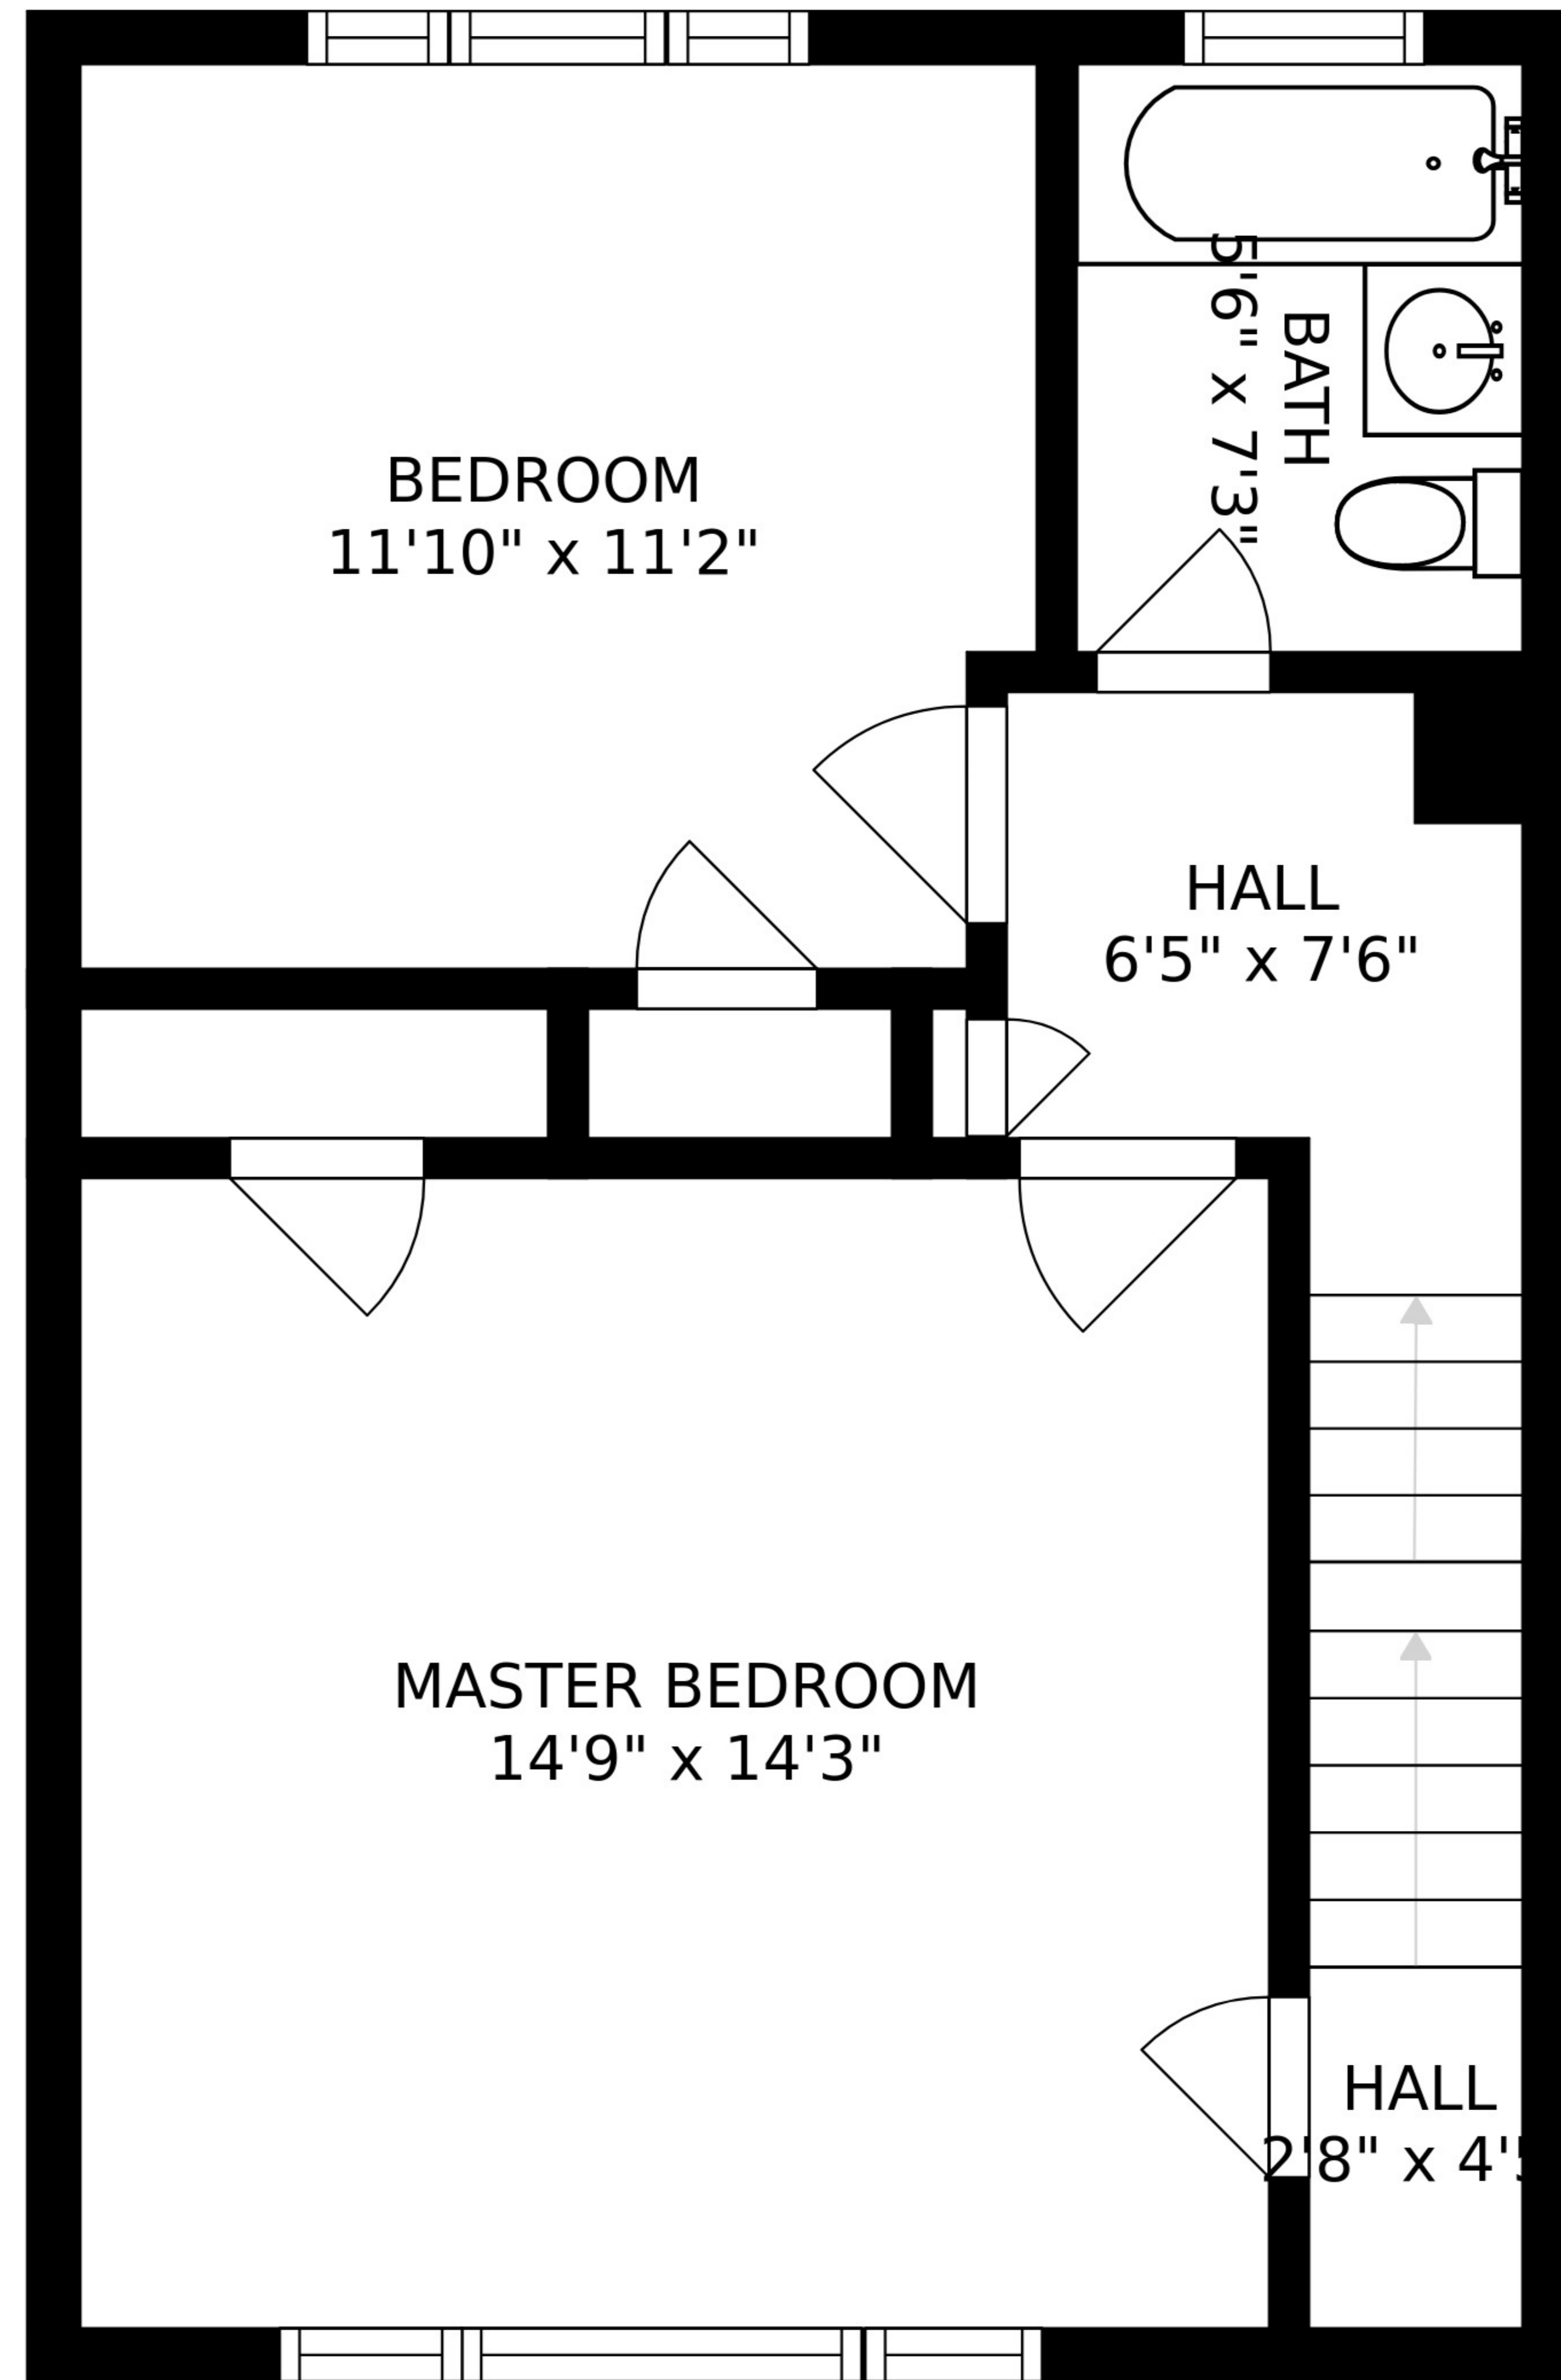 BEDROOM
11'10" x 11'2"
BATH
5'6" x 7'3"
HALL
6'5" x 7'6"
MASTER BEDROOM
14'9" x 14'3"
HALL
2'8" x